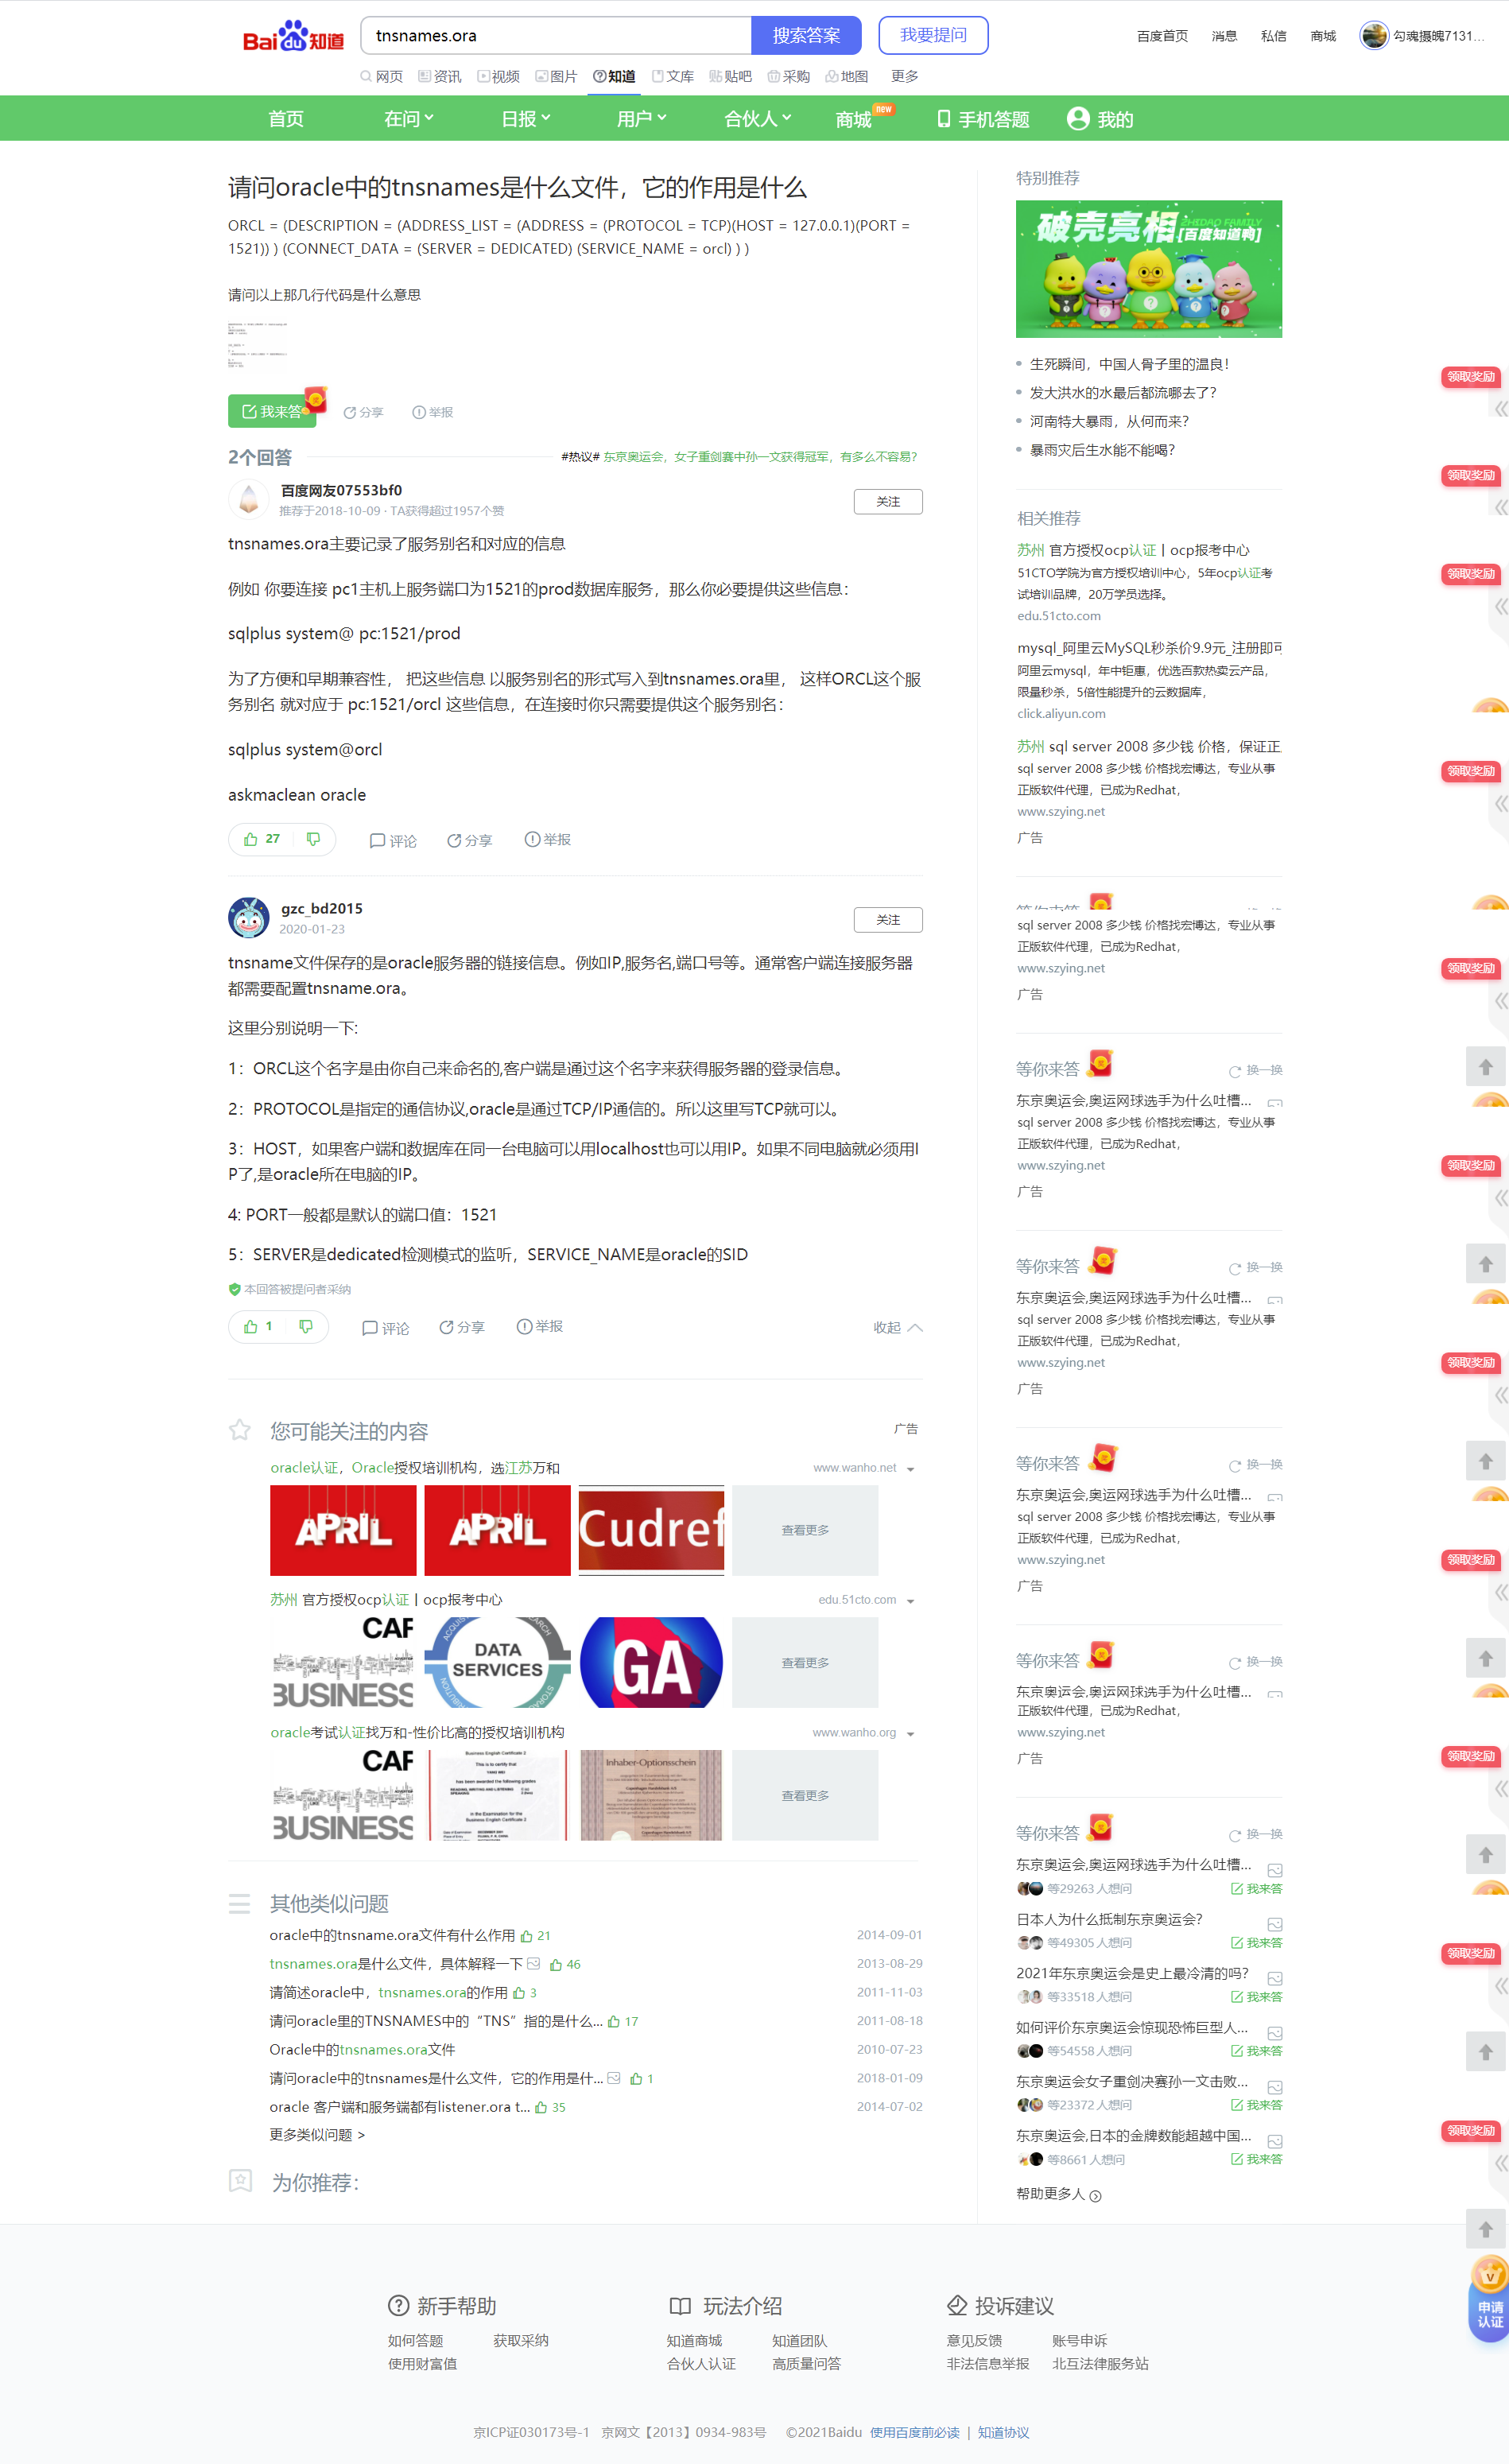 Bai du 知道
tnsnames.ora
搜索答案
我要提问
百度首页 消息 私信 商城 勾魂摄魄7131...
网页 资讯 视频 图片 知道 文库 贴吧 采购 地图 更多
首页 在问 日报 用户 合伙人 商城 new 手机答题 我的
请问oracle中的tnsnames是什么文件，它的作用是什么
ORCL = (DESCRIPTION = (ADDRESS_LIST = (ADDRESS = (PROTOCOL = TCP)(HOST = 127.0.0.1)(PORT =
1521)) ) (CONNECT_DATA = (SERVER = DEDICATED) (SERVICE_NAME = orcl) ) )
请问以上那几行代码是什么意思
我来答 分享 举报
2个回答
#热议# 东京奥运会，女子重剑赛中孙一文获得冠军，有多么不容易？
百度网友07553bf0
推荐于2018-10-09 · TA获得超过1957个赞
关注
tnsnames.ora主要记录了服务别名和对应的信息
例如 你要连接 pc1主机上服务端口为1521的prod数据库服务，那么你必要提供这些信息：
sqlplus system@ pc:1521/prod
为了方便和早期兼容性， 把这些信息 以服务别名的形式写入到tnsnames.ora里， 这样ORCL这个服
务别名 就对应于 pc:1521/orcl 这些信息，在连接时你只需要提供这个服务别名：
sqlplus system@orcl
askmaclean oracle
27 评论 分享 举报
gzc_bd2015
2020-01-23
关注
tnsname文件保存的是oracle服务器的链接信息。例如IP,服务名,端口号等。通常客户端连接服务器
都需要配置tnsname.ora。
这里分别说明一下:
1：ORCL这个名字是由你自己来命名的,客户端是通过这个名字来获得服务器的登录信息。
2：PROTOCOL是指定的通信协议,oracle是通过TCP/IP通信的。所以这里写TCP就可以。
3：HOST，如果客户端和数据库在同一台电脑可以用localhost也可以用IP。如果不同电脑就必须用I
P了,是oracle所在电脑的IP。
4: PORT一般都是默认的端口值：1521
5：SERVER是dedicated检测模式的监听，SERVICE_NAME是oracle的SID
本回答被提问者采纳
1 评论 分享 举报 收起
您可能关注的内容 广告
oracle认证，Oracle授权培训机构，选江苏万和 www.wanho.net
APRIL
APRIL
Cudref
查看更多
苏州 官方授权ocp认证丨ocp报考中心 edu.51cto.com
CAF
BUSINESS
DATA
SERVICES
GA
查看更多
oracle考试认证找万和-性价比高的授权培训机构 www.wanho.org
CAF
BUSINESS
Business English Certificate 2
Inhaber-Optionsschein
查看更多
其他类似问题
oracle中的tnsname.ora文件有什么作用 21 2014-09-01
tnsnames.ora是什么文件，具体解释一下 46 2013-08-29
请简述oracle中，tnsnames.ora的作用 3 2011-11-03
请问oracle里的TNSNAMES中的“TNS”指的是什么... 17 2011-08-18
Oracle中的tnsnames.ora文件 2010-07-23
请问oracle中的tnsnames是什么文件，它的作用是什... 1 2018-01-09
oracle 客户端和服务端都有listener.ora t... 35 2014-07-02
更多类似问题 >
为你推荐：
特别推荐
破壳亮相
ZHIDAO FAMILY
[百度知道鸭]
生死瞬间，中国人骨子里的温良！
发大洪水的水最后都流哪去了？
河南特大暴雨，从何而来？
暴雨灾后生水能不能喝？
相关推荐
苏州 官方授权ocp认证丨ocp报考中心
51CTO学院为官方授权培训中心，5年ocp认证考
试培训品牌，20万学员选择。
edu.51cto.com
mysql_阿里云MySQL秒杀价9.9元_注册即可
阿里云mysql，年中钜惠，优选百款热卖云产品，
限量秒杀，5倍性能提升的云数据库，
click.aliyun.com
苏州 sql server 2008 多少钱 价格，保证正
sql server 2008 多少钱 价格找宏博达，专业从事
正版软件代理，已成为Redhat，
www.szying.net
广告
sql server 2008 多少钱 价格找宏博达，专业从事
正版软件代理，已成为Redhat，
www.szying.net
广告
等你来答 换一换
东京奥运会,奥运网球选手为什么吐槽...
sql server 2008 多少钱 价格找宏博达，专业从事
正版软件代理，已成为Redhat，
www.szying.net
广告
等你来答 换一换
东京奥运会,奥运网球选手为什么吐槽...
sql server 2008 多少钱 价格找宏博达，专业从事
正版软件代理，已成为Redhat，
www.szying.net
广告
等你来答 换一换
东京奥运会,奥运网球选手为什么吐槽...
sql server 2008 多少钱 价格找宏博达，专业从事
正版软件代理，已成为Redhat，
www.szying.net
广告
等你来答 换一换
东京奥运会,奥运网球选手为什么吐槽...
正版软件代理，已成为Redhat，
www.szying.net
广告
等你来答 换一换
东京奥运会,奥运网球选手为什么吐槽...
等29263人想问 我来答
日本人为什么抵制东京奥运会？
等49305人想问 我来答
2021年东京奥运会是史上最冷清的吗？
等33518人想问 我来答
如何评价东京奥运会惊现恐怖巨型人...
等54558人想问 我来答
东京奥运会女子重剑决赛孙一文击败...
等23372人想问 我来答
东京奥运会,日本的金牌数能超越中国...
等8661人想问 我来答
帮助更多人
领取奖励
领取奖励
领取奖励
领取奖励
领取奖励
领取奖励
领取奖励
领取奖励
领取奖励
领取奖励
领取奖励
申请
认证
新手帮助 玩法介绍 投诉建议
如何答题 获取采纳 知道商城 知道团队 意见反馈 账号申诉
使用财富值 合伙人认证 高质量问答 非法信息举报 北互法律服务站
京ICP证030173号-1 京网文【2013】0934-983号 ©2021Baidu 使用百度前必读 | 知道协议